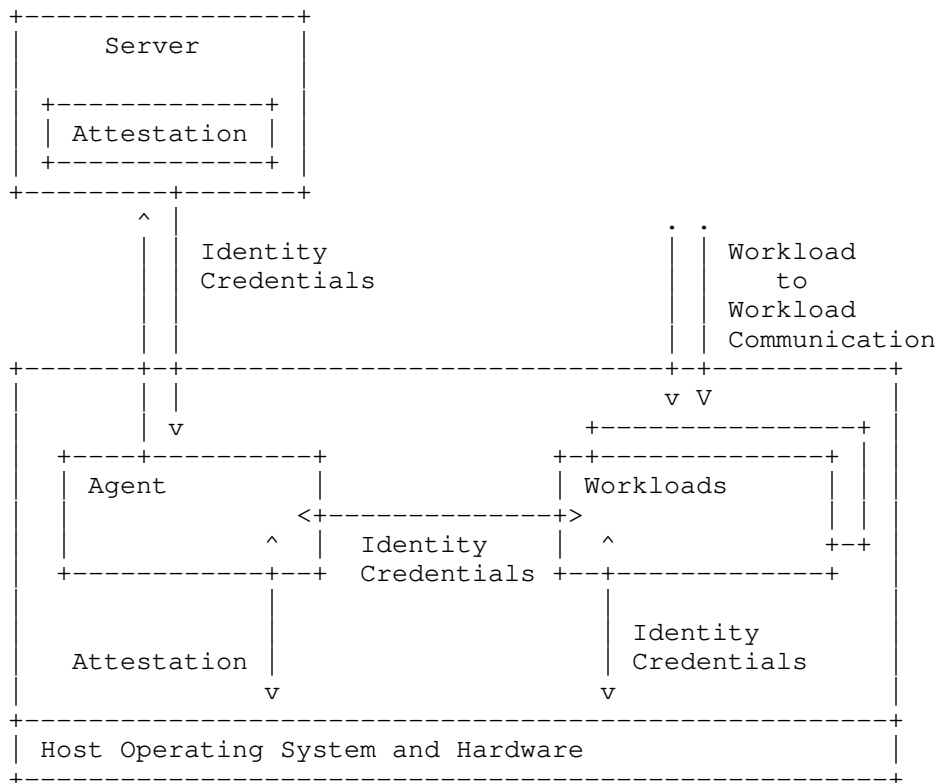 Server
Attestation
Identity
Credentials
Workload
to
Workload
Communication
Agent
Workloads
Identity
Credentials
Attestation
Identity
Credentials
Host Operating System and Hardware